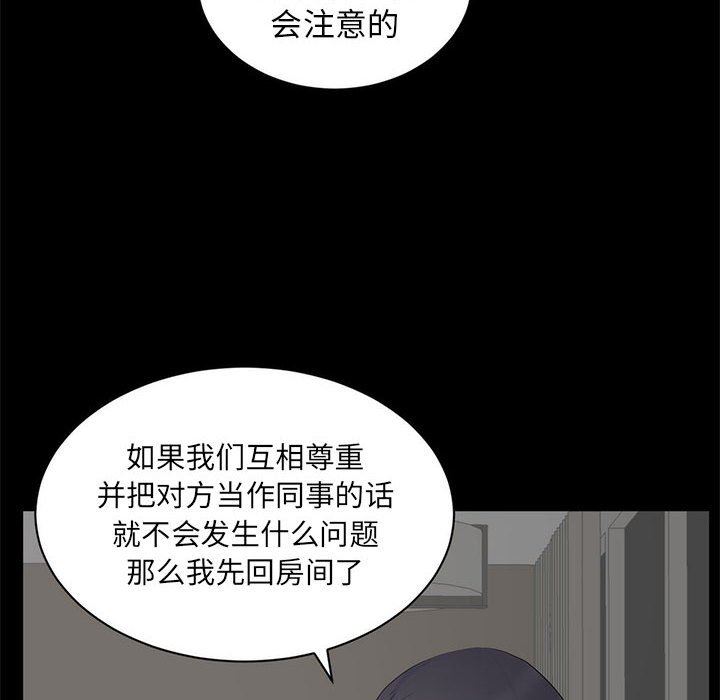 会注意的
如果我们互相尊重
并把对方当作同事的话
就不会发生什么问题
那么我先回房间了